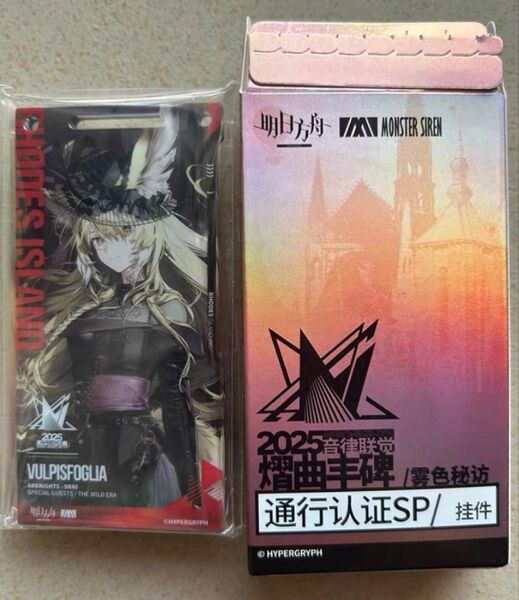 RHODES ISLAND
RHODES ISLAND
2025
VULPISFOGLIA
ARKNIGHTS - SR40
SPECIAL GUESTS / THE WILD ERA
明日方舟
© HYPERGRYPH
明日方舟 MONSTER SIREN
2025音律联觉
熠曲丰碑/雾色秘访
通行认证SP/ 挂件
© HYPERGRYPH